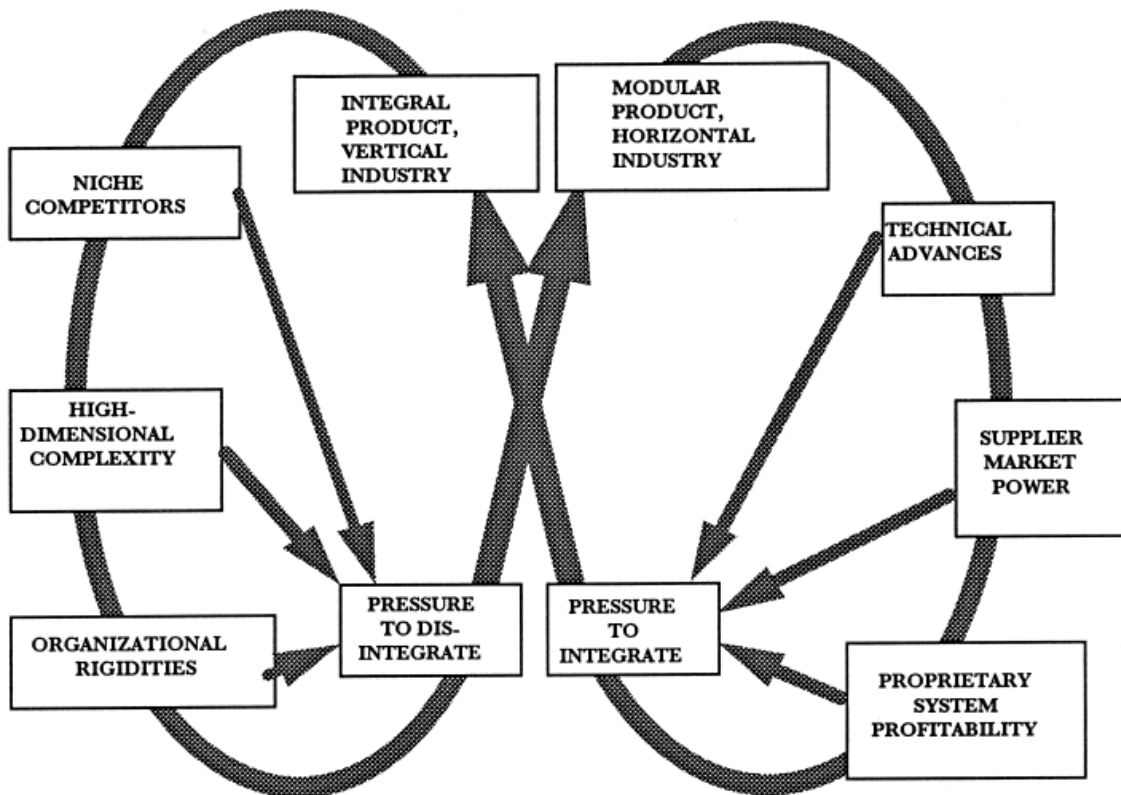 INTEGRAL
PRODUCT,
VERTICAL
INDUSTRY
MODULAR
PRODUCT,
HORIZONTAL
INDUSTRY
NICHE
COMPETITORS
TECHNICAL
ADVANCES
HIGH-
DIMENSIONAL
COMPLEXITY
SUPPLIER
MARKET
POWER
ORGANIZATIONAL
RIGIDITIES
PRESSURE
TO DIS-
INTEGRATE
PRESSURE
TO
INTEGRATE
PROPRIETARY
SYSTEM
PROFITABILITY